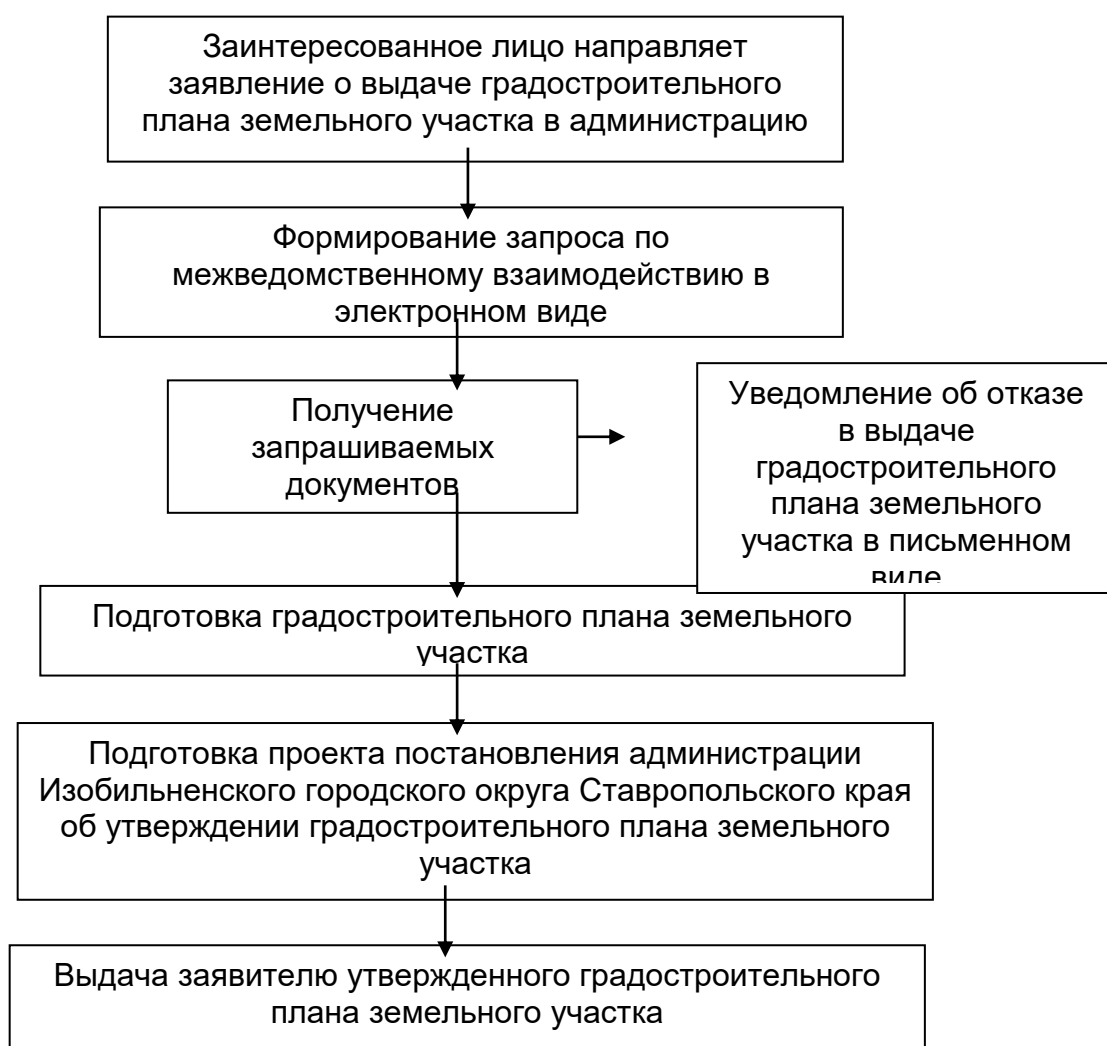 Заинтересованное лицо направляет
заявление о выдаче градостроительного
плана земельного участка в администрацию
Формирование запроса по
межведомственному взаимодействию в
электронном виде
Получение
запрашиваемых
документов
Уведомление об отказе
в выдаче
градостроительного
плана земельного
участка в письменном
виде
Подготовка градостроительного плана земельного
участка
Подготовка проекта постановления администрации
Изобильненского городского округа Ставропольского края
об утверждении градостроительного плана земельного
участка
Выдача заявителю утвержденного градостроительного
плана земельного участка